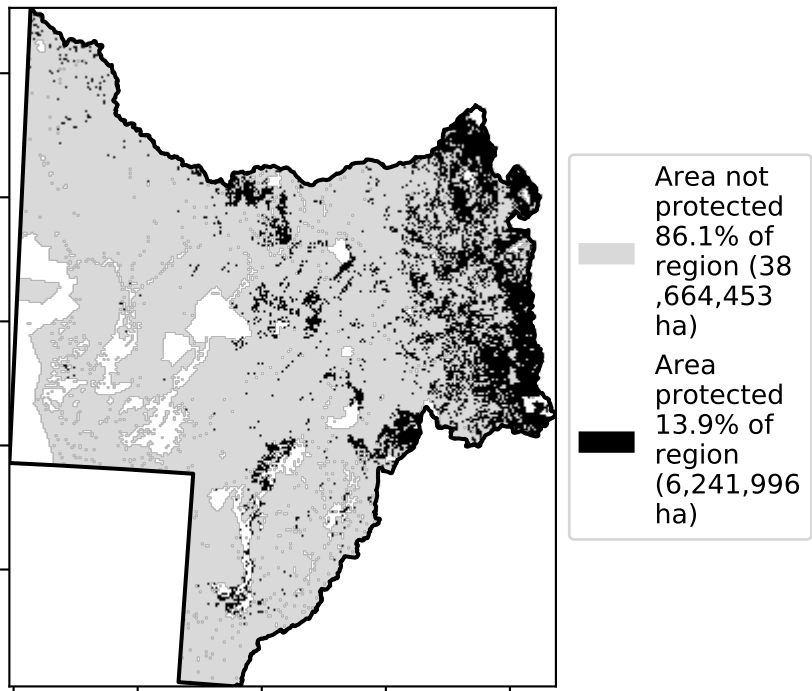 Area not
protected
86.1% of
region (38
,664,453
ha)
Area
protected
13.9% of
region
(6,241,996
ha)